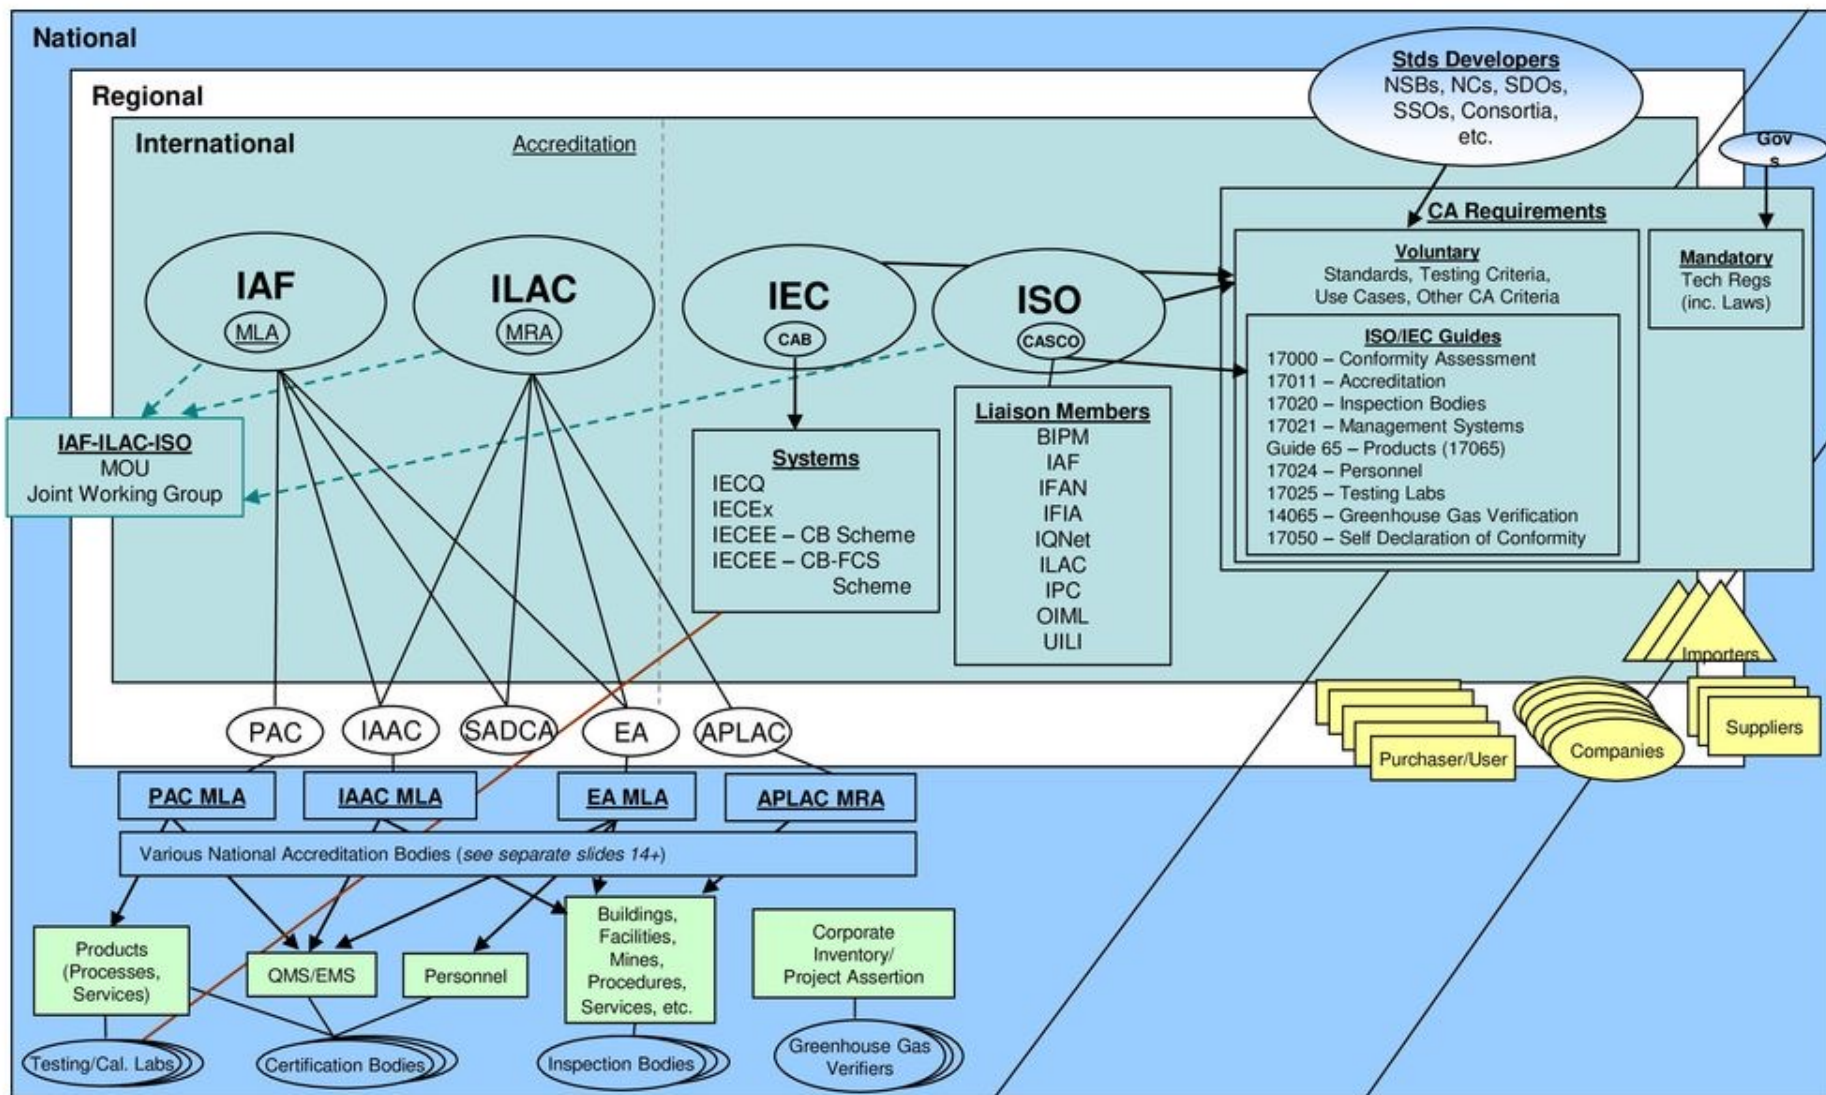 National
Regional
International
Accreditation
Stds Developers
NSBs, NCs, SDOs,
SSOs, Consortia,
etc.
Gov
s
IAF
MLA
ILAC
MRA
IEC
CAB
ISO
CASCO
CA Requirements
Voluntary
Standards, Testing Criteria,
Use Cases, Other CA Criteria
Mandatory
Tech Regs
(inc. Laws)
ISO/IEC Guides
17000 – Conformity Assessment
17011 – Accreditation
17020 – Inspection Bodies
17021 – Management Systems
Guide 65 – Products (17065)
17024 – Personnel
17025 – Testing Labs
14065 – Greenhouse Gas Verification
17050 – Self Declaration of Conformity
IAF-ILAC-ISO
MOU
Joint Working Group
Systems
IECQ
IECEx
IECEE – CB Scheme
IECEE – CB-FCS
Scheme
Liaison Members
BIPM
IAF
IFAN
IFIA
IQNet
ILAC
IPC
OIML
UILI
Importers
Suppliers
Companies
Purchaser/User
PAC
IAAC
SADCA
EA
APLAC
PAC MLA
IAAC MLA
EA MLA
APLAC MRA
Various National Accreditation Bodies (see separate slides 14+)
Products
(Processes,
Services)
QMS/EMS
Personnel
Buildings,
Facilities,
Mines,
Procedures,
Services, etc.
Corporate
Inventory/
Project Assertion
Testing/Cal. Labs
Certification Bodies
Inspection Bodies
Greenhouse Gas
Verifiers